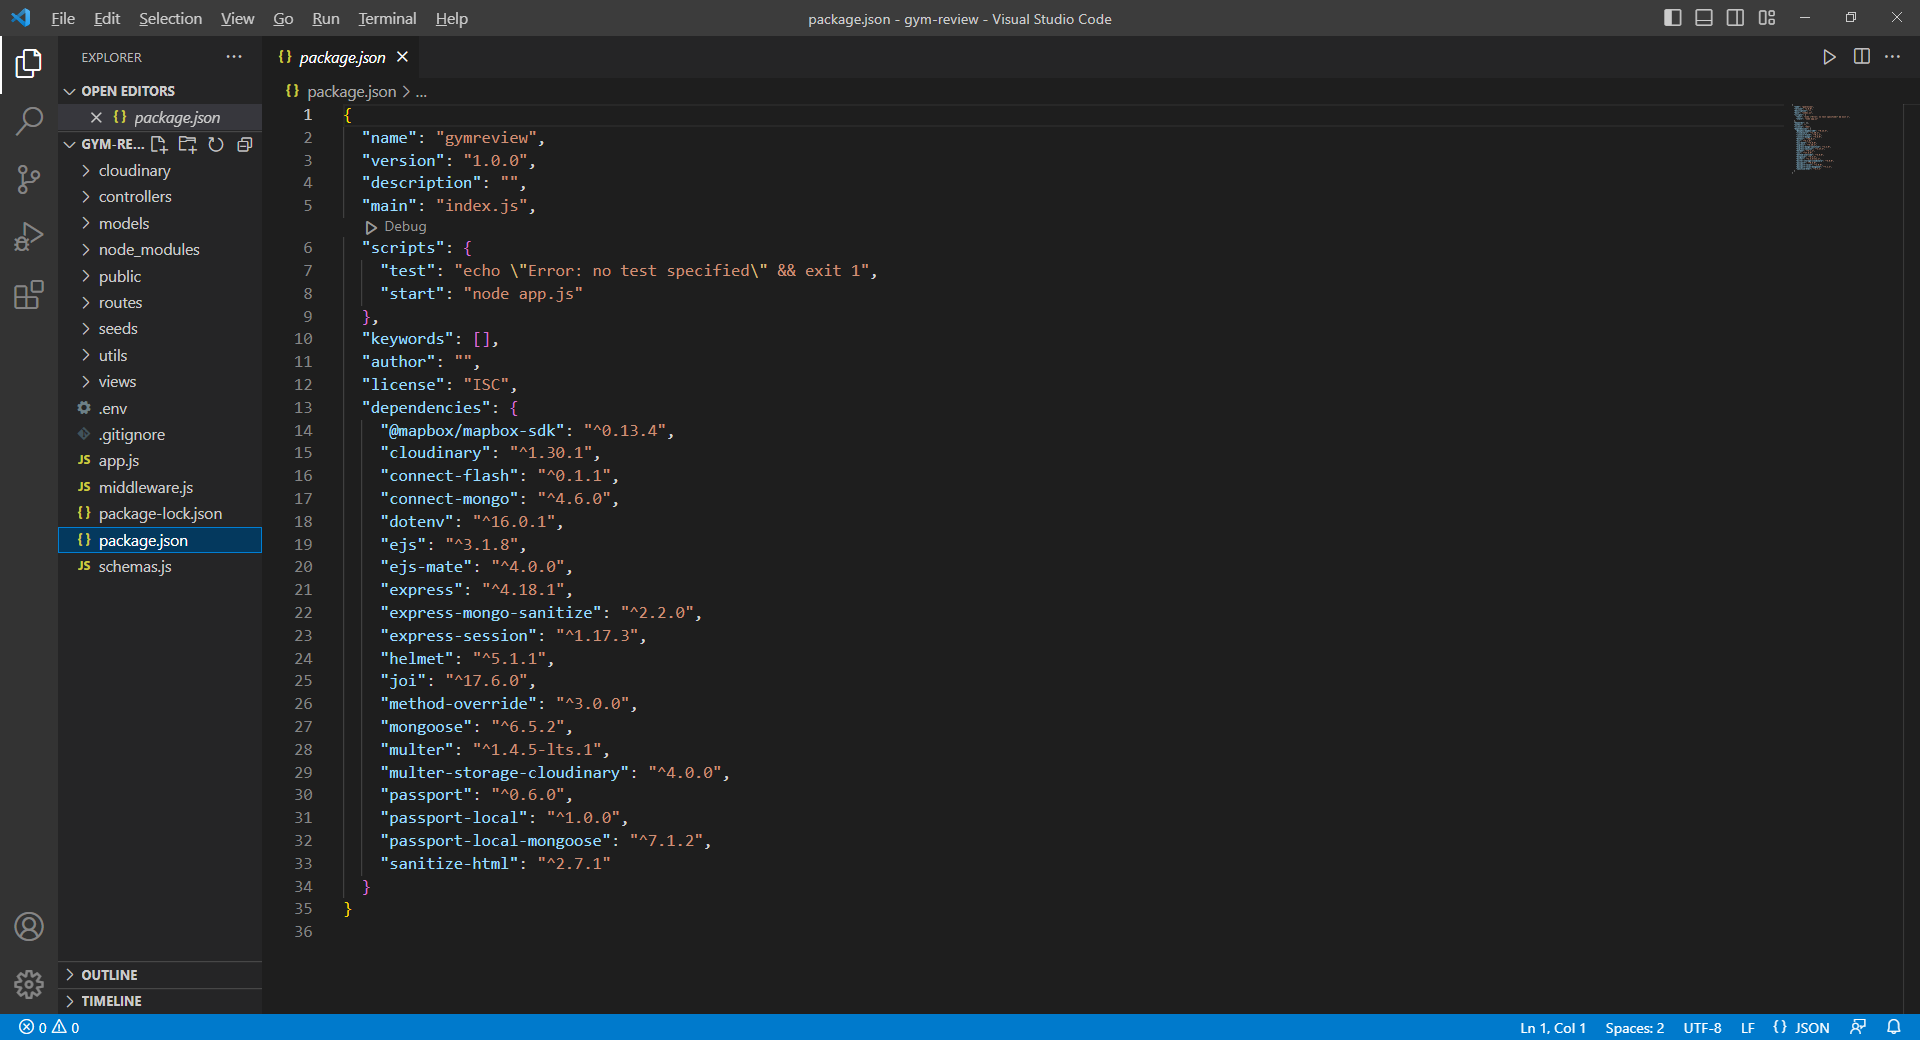 File Edit Selection View Go Run Terminal Help
package.json - gym-review - Visual Studio Code
EXPLORER
OPEN EDITORS
package.json
GYM-RE...
cloudinary
controllers
models
node_modules
public
routes
seeds
utils
views
.env
.gitignore
JS app.js
JS middleware.js
{} package-lock.json
{} package.json
JS schemas.js
OUTLINE
TIMELINE
{} package.json
{} package.json > ...
1 {
2 "name": "gymreview",
3 "version": "1.0.0",
4 "description": "",
5 "main": "index.js",
Debug
6 "scripts": {
7 "test": "echo \"Error: no test specified\" && exit 1",
8 "start": "node app.js"
9 },
10 "keywords": [],
11 "author": "",
12 "license": "ISC",
13 "dependencies": {
14 "@mapbox/mapbox-sdk": "^0.13.4",
15 "cloudinary": "^1.30.1",
16 "connect-flash": "^0.1.1",
17 "connect-mongo": "^4.6.0",
18 "dotenv": "^16.0.1",
19 "ejs": "^3.1.8",
20 "ejs-mate": "^4.0.0",
21 "express": "^4.18.1",
22 "express-mongo-sanitize": "^2.2.0",
23 "express-session": "^1.17.3",
24 "helmet": "^5.1.1",
25 "joi": "^17.6.0",
26 "method-override": "^3.0.0",
27 "mongoose": "^6.5.2",
28 "multer": "^1.4.5-lts.1",
29 "multer-storage-cloudinary": "^4.0.0",
30 "passport": "^0.6.0",
31 "passport-local": "^1.0.0",
32 "passport-local-mongoose": "^7.1.2",
33 "sanitize-html": "^2.7.1"
34 }
35 }
36
0 0
Ln 1, Col 1 Spaces: 2 UTF-8 LF {} JSON